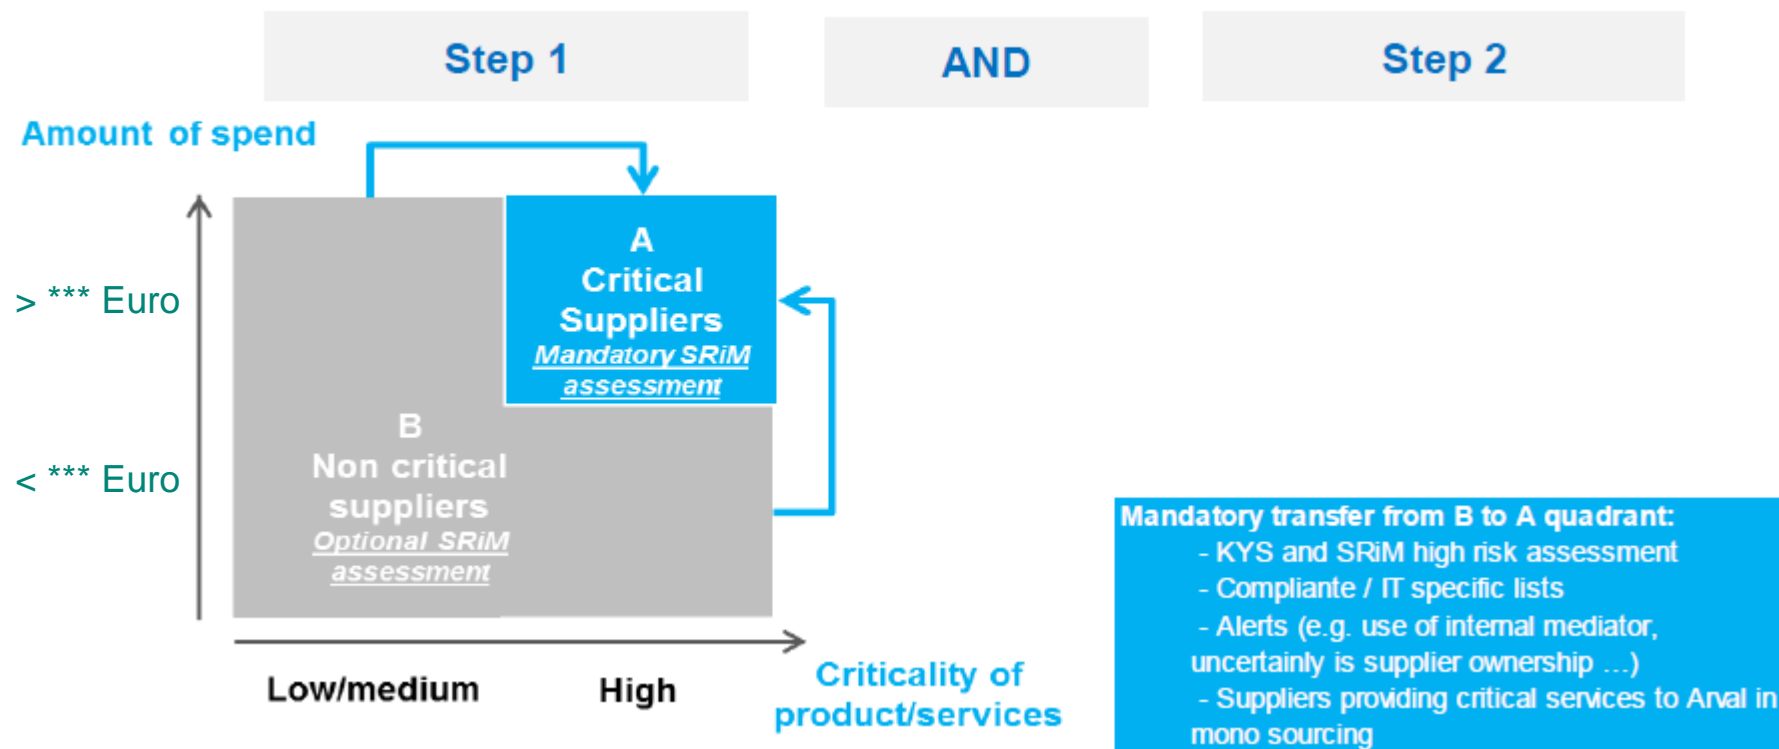 Step 1
AND
Step 2
Amount of spend
> *** Euro
< *** Euro
A
Critical
Suppliers
Mandatory SRiM
assessment
B
Non critical
suppliers
Optional SRiM
assessment
Low/medium
High
Criticality of
product/services
Mandatory transfer from B to A quadrant:
- KYS and SRiM high risk assessment
- Compliante / IT specific lists
- Alerts (e.g. use of internal mediator,
uncertainly is supplier ownership ...)
- Suppliers providing critical services to Arval in
mono sourcing